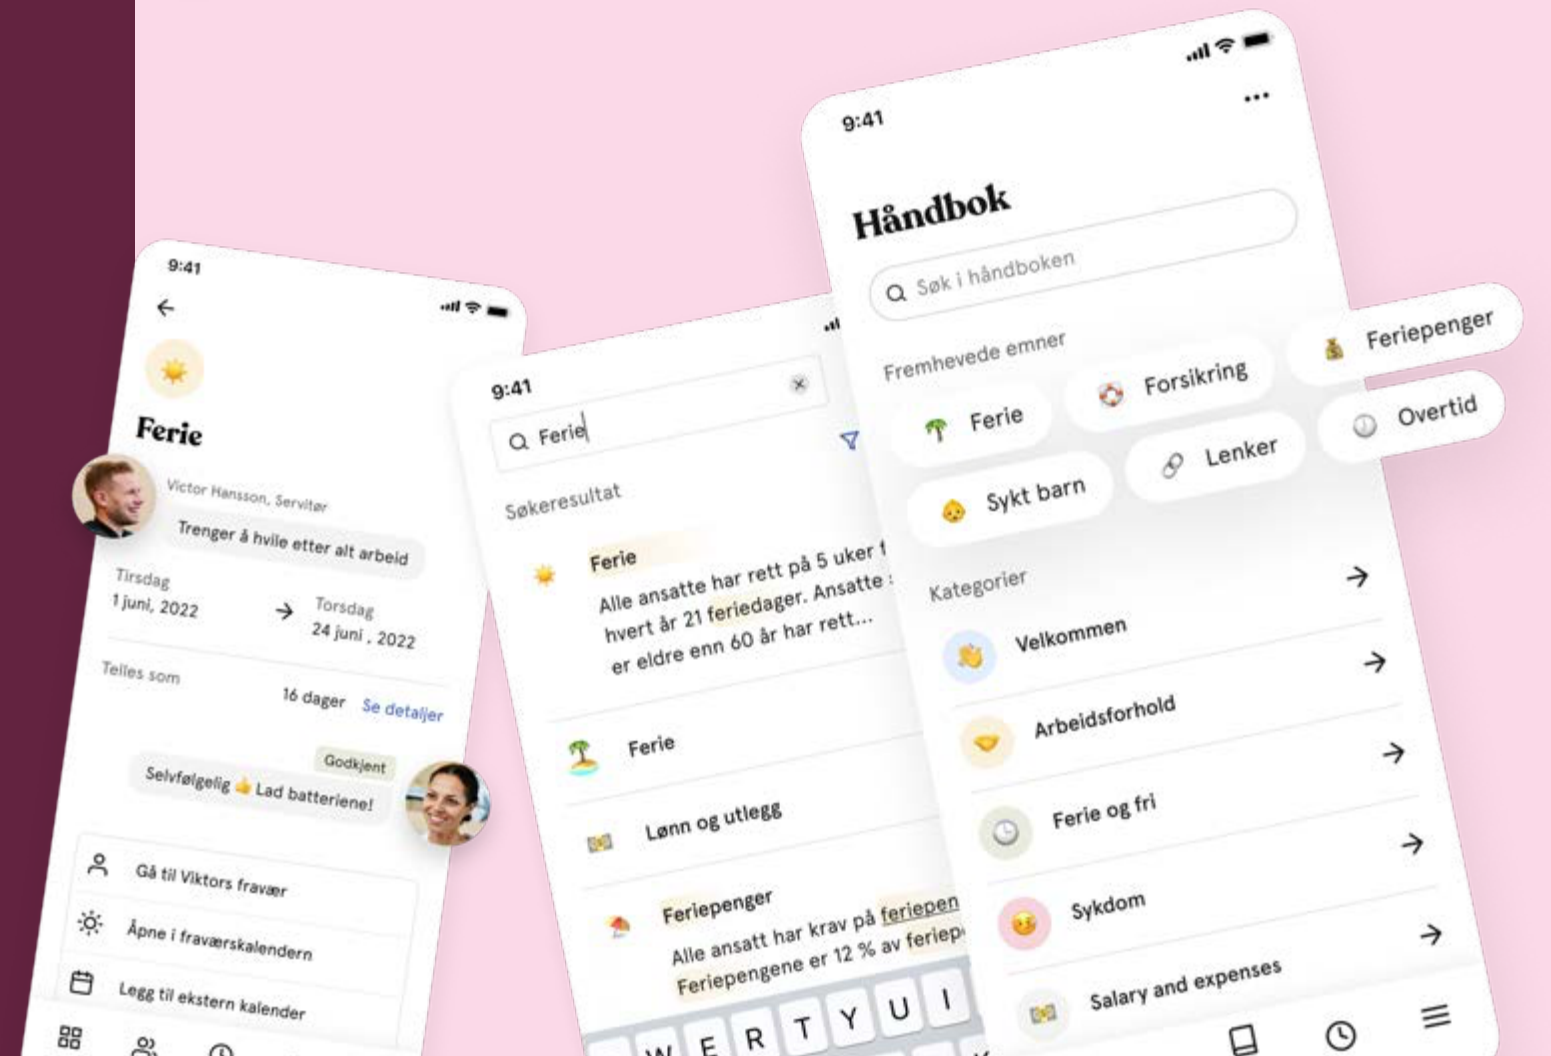 9:41
Ferie
Victor Hansson, Servitør
Trenger å hvile etter alt arbeid
Tirsdag
1 juni, 2022
Torsdag
24 juni , 2022
Telles som
16 dager Se detaljer
Godkjent
Selvfølgelig 👍 Lad batteriene!
Gå til Viktors fravær
Åpne i fraværskalendern
Legg til ekstern kalender
9:41
Ferie
Søkeresultat
Ferie
Alle ansatte har rett på 5 uker
hvert år 21 feriedager. Ansatte
er eldre enn 60 år har rett...
Ferie
Lønn og utlegg
Feriepenger
Alle ansatt har krav på feriepen
Feriepengene er 12 % av feriep
W E R T Y U I
9:41
Håndbok
Søk i håndboken
Fremhevede emner
Ferie Forsikring Feriepenger
Sykt barn Lenker Overtid
Kategorier
Velkommen
Arbeidsforhold
Ferie og fri
Sykdom
Salary and expenses